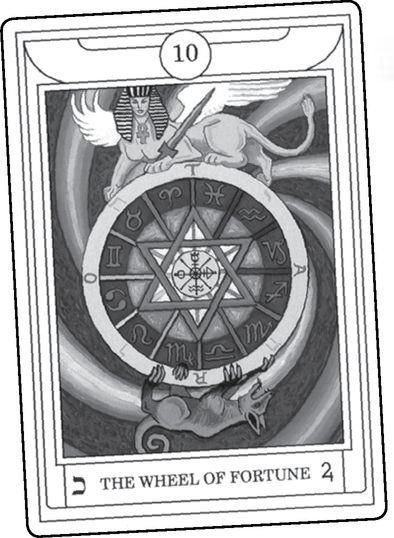 10
T
A
R
O
כ THE WHEEL OF FORTUNE ♃